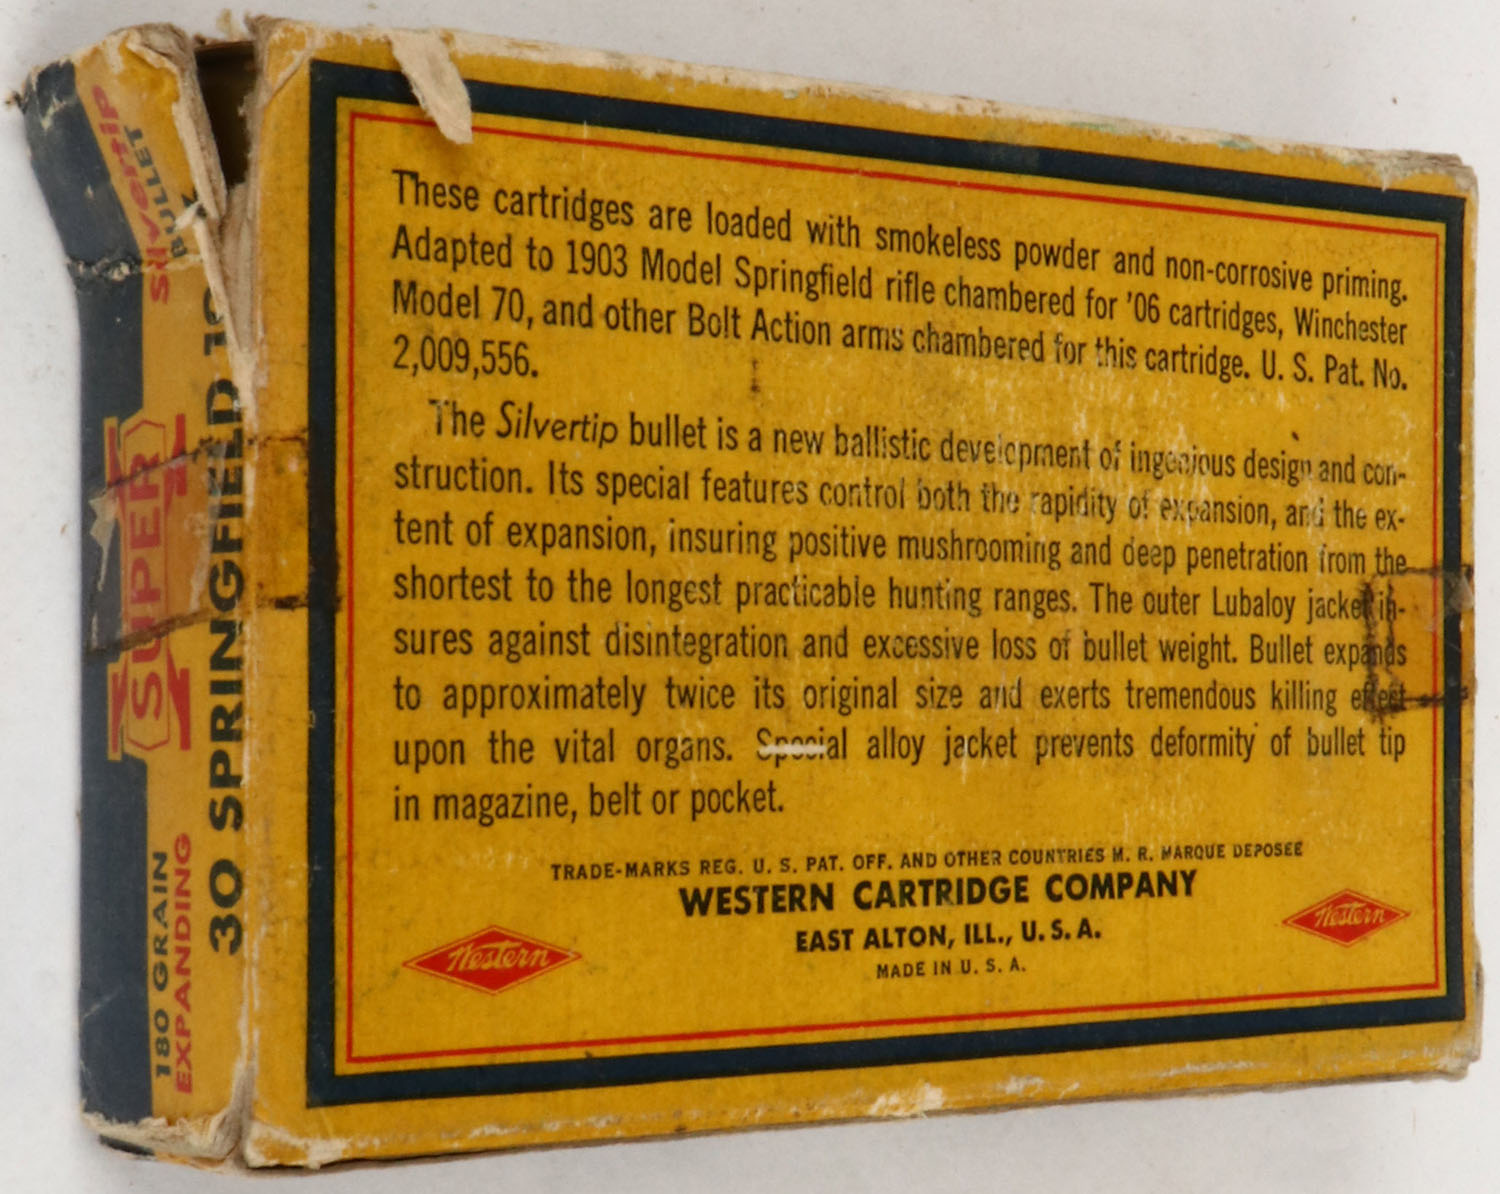 These cartridges are loaded with smokeless powder and non-corrosive priming.
Adapted to 1903 Model Springfield rifle chambered for '06 cartridges, Winchester
Model 70, and other Bolt Action arms chambered for this cartridge. U. S. Pat. No.
2,009,556.
The Silvertip bullet is a new ballistic development of ingenious design and con-
struction. Its special features control both the rapidity of expansion, and the ex-
tent of expansion, insuring positive mushrooming and deep penetration from the
shortest to the longest practicable hunting ranges. The outer Lubaloy jacket in-
sures against disintegration and excessive loss of bullet weight. Bullet expands
to approximately twice its original size and exerts tremendous killing effect
upon the vital organs. Special alloy jacket prevents deformity of bullet tip
in magazine, belt or pocket.
TRADE-MARKS REG. U. S. PAT. OFF. AND OTHER COUNTRIES M. R. MARQUE DEPOSEE
WESTERN CARTRIDGE COMPANY
EAST ALTON, ILL., U. S. A.
MADE IN U. S. A.
Western
Western
180 GRAIN
EXPANDING
SUPER
Silvertip
BULLET
30 SPRINGFIELD